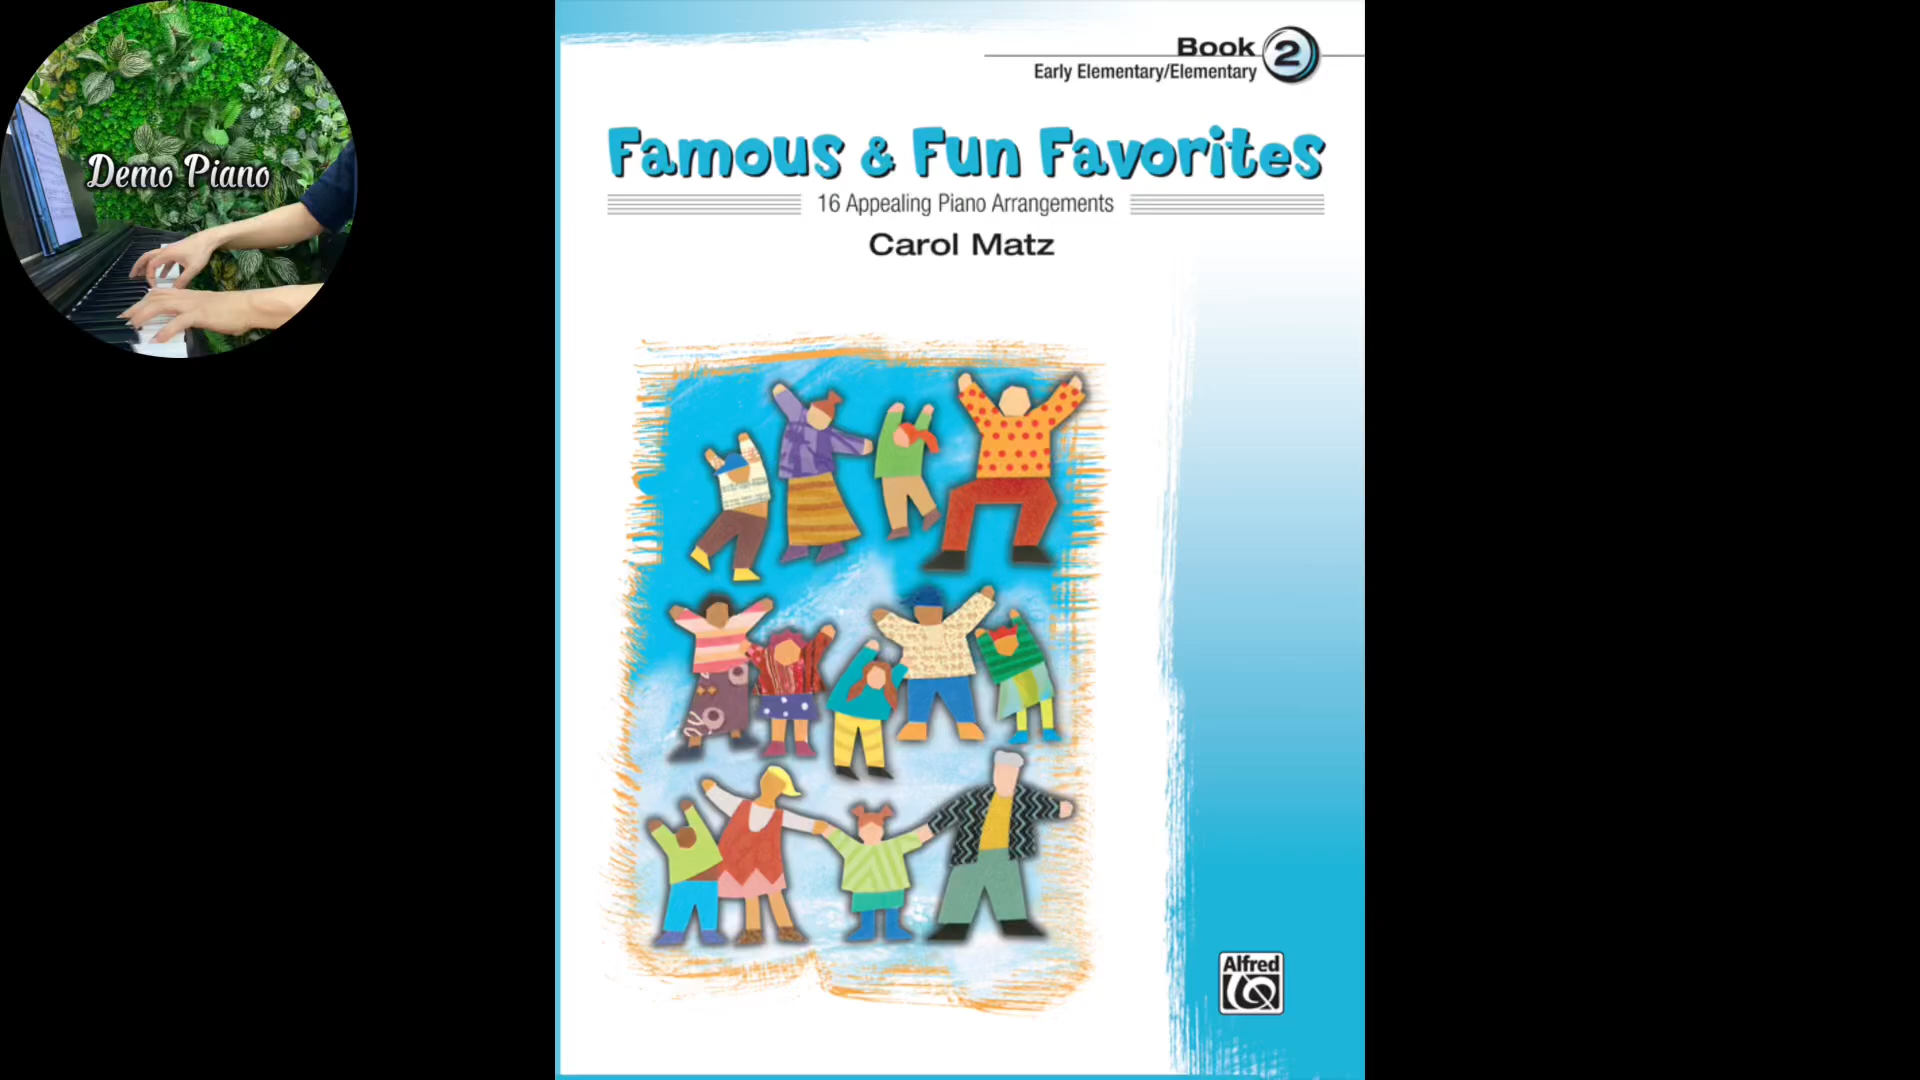 Demo Piano
Book 2
Early Elementary/Elementary
Famous & Fun Favorites
16 Appealing Piano Arrangements
Carol Matz
Alfred